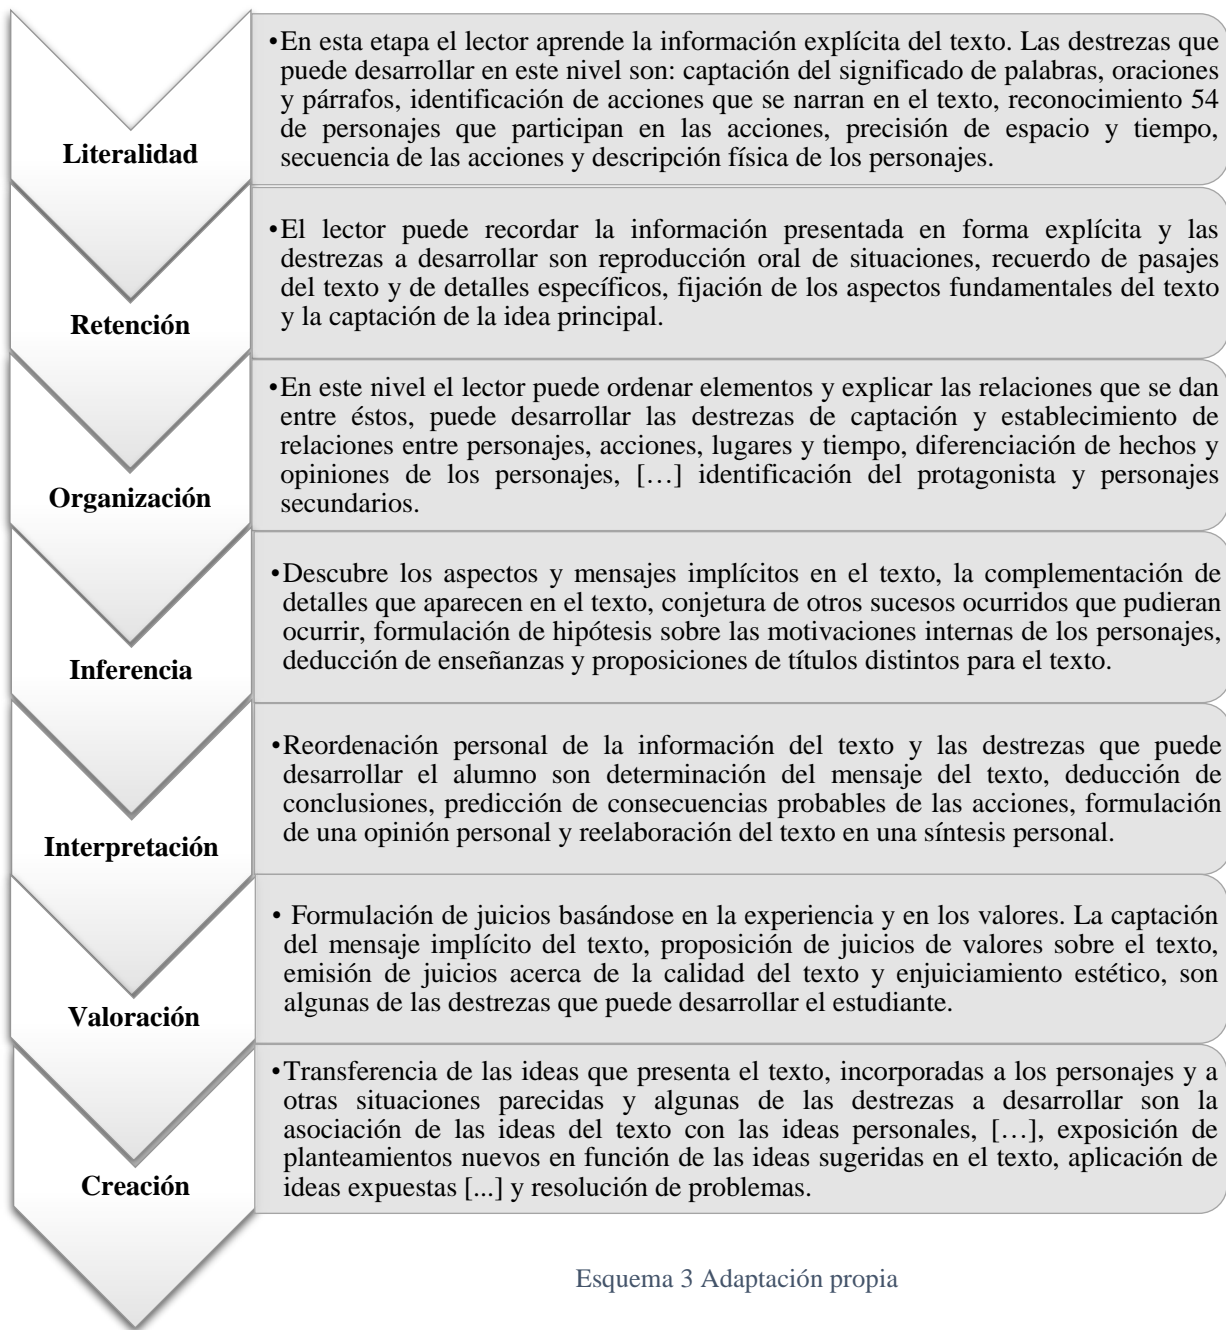 •En esta etapa el lector aprende la información explícita del texto. Las destrezas que
puede desarrollar en este nivel son: captación del significado de palabras, oraciones
y párrafos, identificación de acciones que se narran en el texto, reconocimiento 54
de personajes que participan en las acciones, precisión de espacio y tiempo,
secuencia de las acciones y descripción física de los personajes.
Literalidad
•El lector puede recordar la información presentada en forma explícita y las
destrezas a desarrollar son reproducción oral de situaciones, recuerdo de pasajes
del texto y de detalles específicos, fijación de los aspectos fundamentales del texto
y la captación de la idea principal.
Retención
•En este nivel el lector puede ordenar elementos y explicar las relaciones que se dan
entre éstos, puede desarrollar las destrezas de captación y establecimiento de
relaciones entre personajes, acciones, lugares y tiempo, diferenciación de hechos y
opiniones de los personajes, […] identificación del protagonista y personajes
secundarios.
Organización
•Descubre los aspectos y mensajes implícitos en el texto, la complementación de
detalles que aparecen en el texto, conjetura de otros sucesos ocurridos que pudieran
ocurrir, formulación de hipótesis sobre las motivaciones internas de los personajes,
deducción de enseñanzas y proposiciones de títulos distintos para el texto.
Inferencia
•Reordenación personal de la información del texto y las destrezas que puede
desarrollar el alumno son determinación del mensaje del texto, deducción de
conclusiones, predicción de consecuencias probables de las acciones, formulación
de una opinión personal y reelaboración del texto en una síntesis personal.
Interpretación
• Formulación de juicios basándose en la experiencia y en los valores. La captación
del mensaje implícito del texto, proposición de juicios de valores sobre el texto,
emisión de juicios acerca de la calidad del texto y enjuiciamiento estético, son
algunas de las destrezas que puede desarrollar el estudiante.
Valoración
•Transferencia de las ideas que presenta el texto, incorporadas a los personajes y a
otras situaciones parecidas y algunas de las destrezas a desarrollar son la
asociación de las ideas del texto con las ideas personales, […], exposición de
planteamientos nuevos en función de las ideas sugeridas en el texto, aplicación de
ideas expuestas [...] y resolución de problemas.
Creación
Esquema 3 Adaptación propia